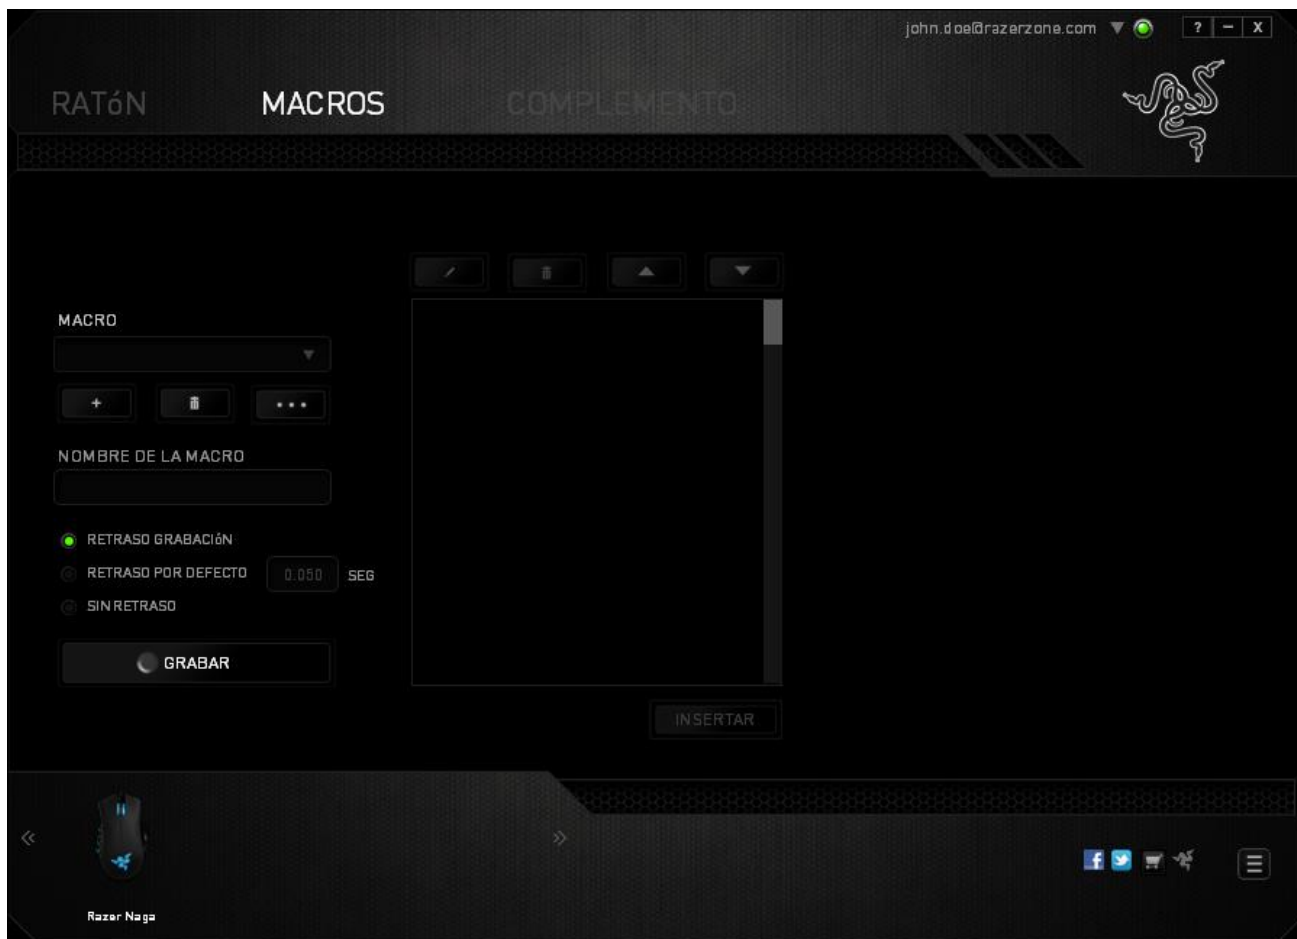 john.doe@razerzone.com
? – X
RATóN MACROS COMPLEMENTO
MACRO
NOMBRE DE LA MACRO
RETRASO GRABACIóN
RETRASO POR DEFECTO 0.050 SEG
SIN RETRASO
GRABAR
INSERTAR
Razer Naga